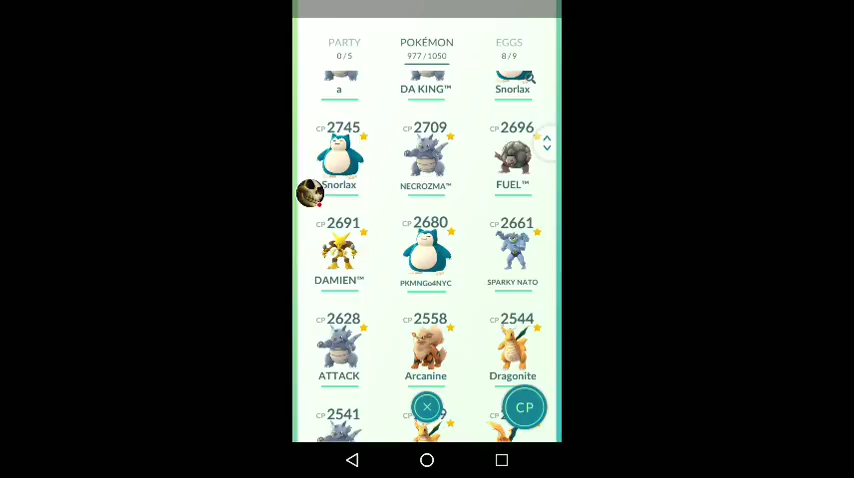 PARTY POKÉMON EGGS
0/5 977/1050 8/9
a DA KING™ Snorlax
CP2745 CP2709 CP2696
Snorlax NECROZMA™ FUEL™
CP2691 CP2680 CP2661
DAMIEN™ PKMNGo4NYC SPARKY NATO
CP2628 CP2558 CP2544
ATTACK Arcanine Dragonite
CP2541
CP